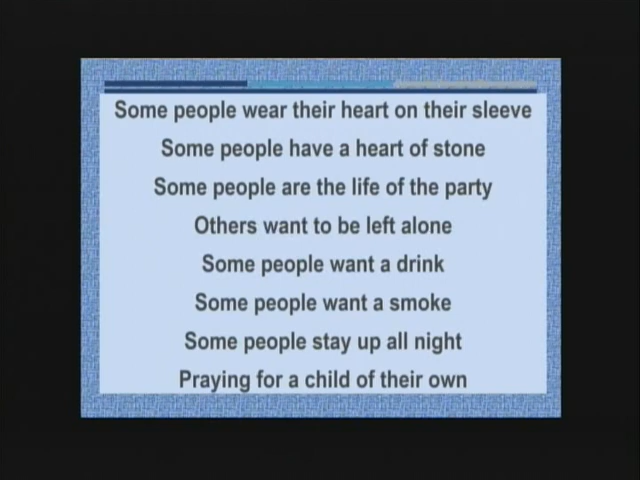 Some people wear their heart on their sleeve
Some people have a heart of stone
Some people are the life of the party
Others want to be left alone
Some people want a drink
Some people want a smoke
Some people stay up all night
Praying for a child of their own